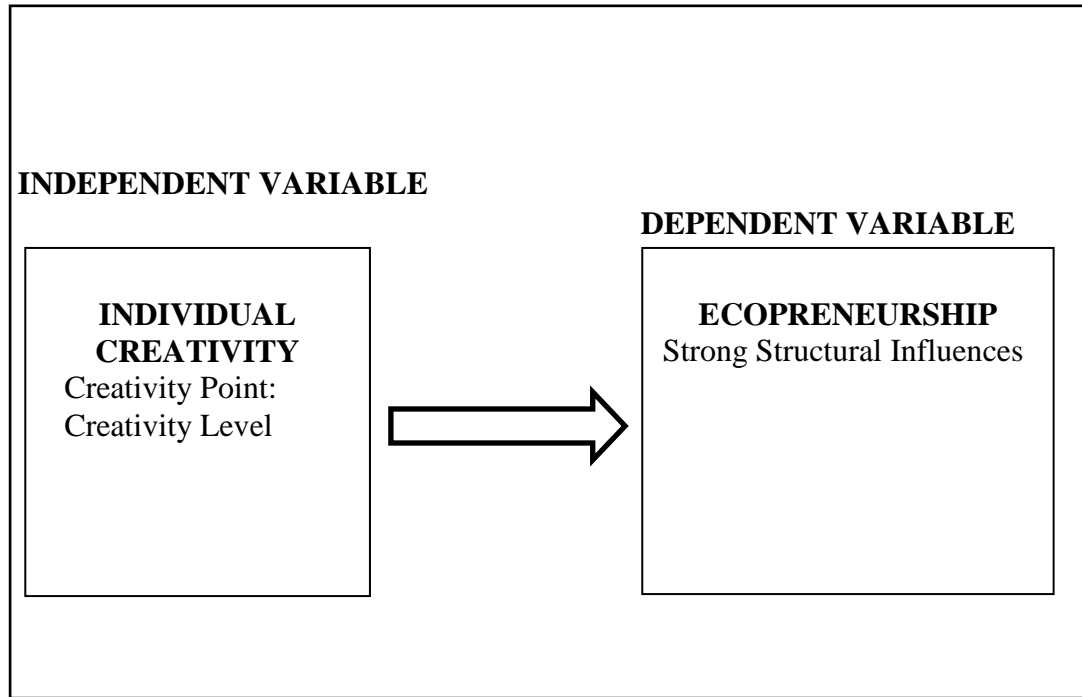 INDEPENDENT VARIABLE
DEPENDENT VARIABLE
INDIVIDUAL
CREATIVITY
Creativity Point:
Creativity Level
ECOPRENEURSHIP
Strong Structural Influences